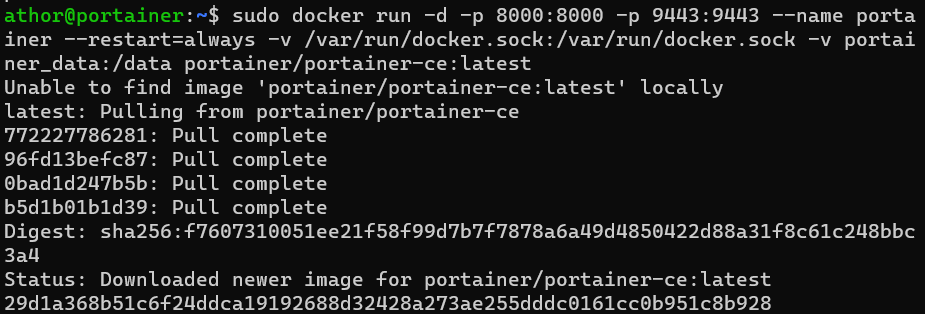 athor@portainer:~$ sudo docker run -d -p 8000:8000 -p 9443:9443 --name porta
iner --restart=always -v /var/run/docker.sock:/var/run/docker.sock -v portai
ner_data:/data portainer/portainer-ce:latest
Unable to find image 'portainer/portainer-ce:latest' locally
latest: Pulling from portainer/portainer-ce
772227786281: Pull complete
96fd13befc87: Pull complete
0bad1d247b5b: Pull complete
b5d1b01b1d39: Pull complete
Digest: sha256:f7607310051ee21f58f99d7b7f7878a6a49d4850422d88a31f8c61c248bbc
3a4
Status: Downloaded newer image for portainer/portainer-ce:latest
29d1a368b51c6f24ddca19192688d32428a273ae255dddc0161cc0b951c8b928